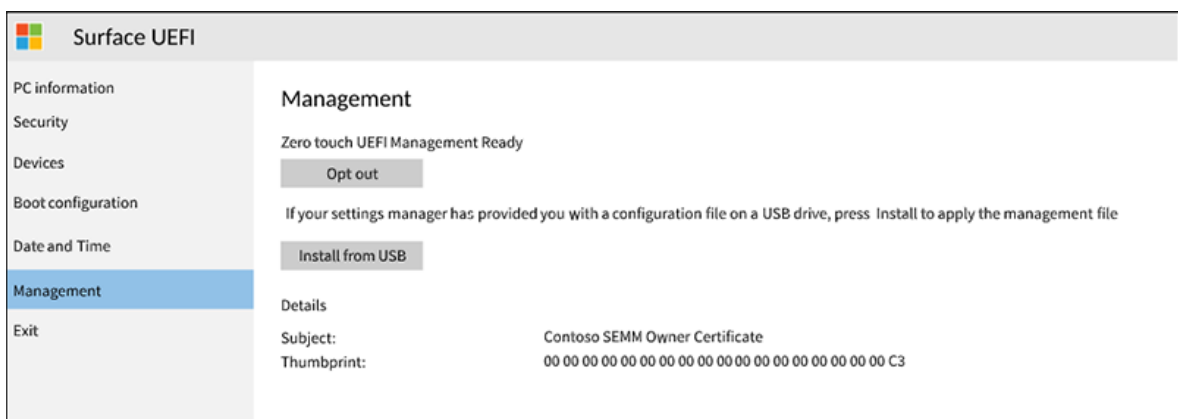 Surface UEFI
PC information
Security
Devices
Boot configuration
Date and Time
Management
Exit
Management
Zero touch UEFI Management Ready
Opt out
If your settings manager has provided you with a configuration file on a USB drive, press Install to apply the management file
Install from USB
Details
Subject: Contoso SEMM Owner Certificate
Thumbprint: 00 00 00 00 00 00 00 00 00 00 00 00 00 00 00 00 00 00 C3